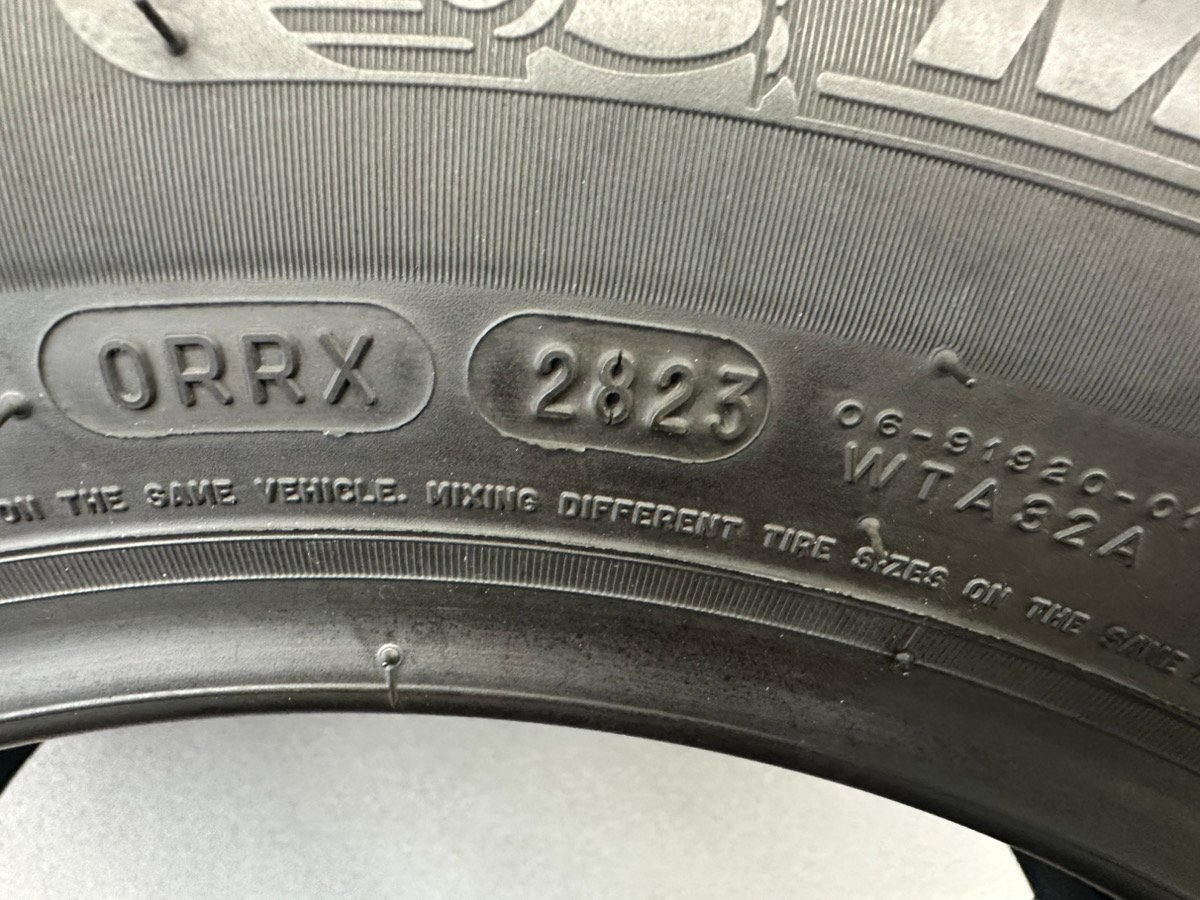 0RRX 2823
06-91920-01
WTA32A
ON THE SAME VEHICLE. MIXING DIFFERENT TIRE SIZES ON THE SAME